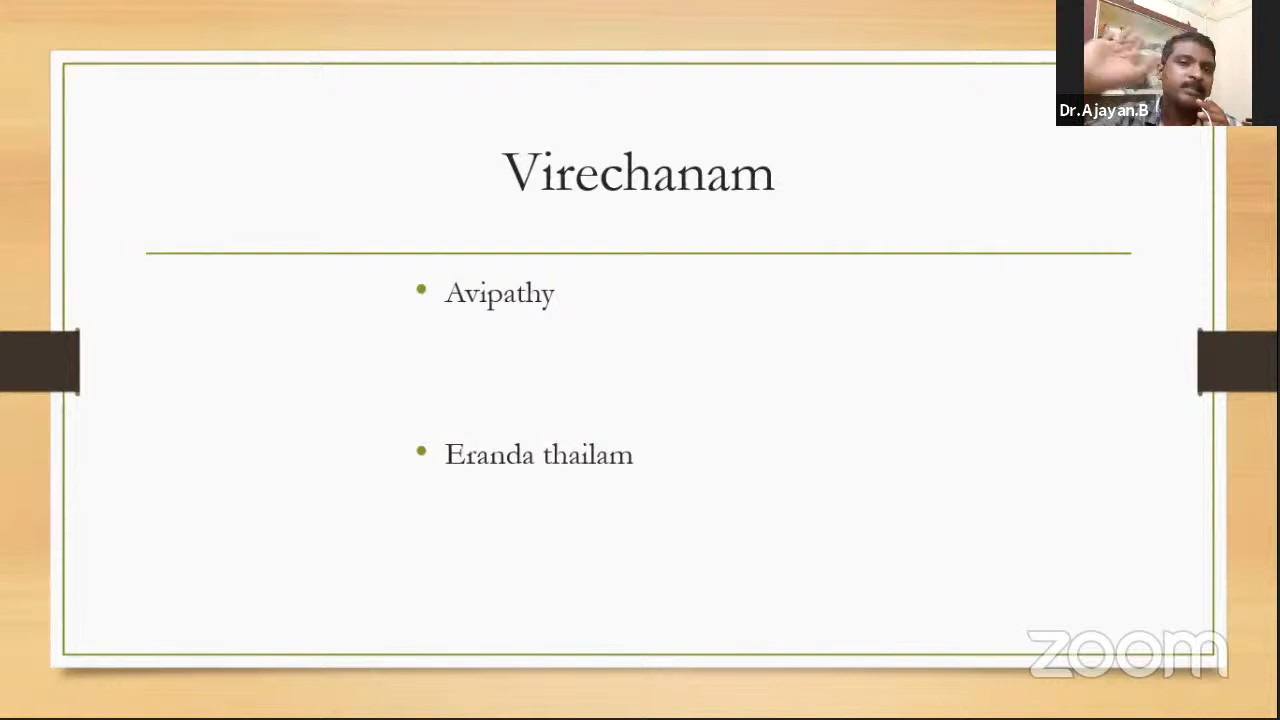 Dr.Ajayan.B
Virechanam
• Avipathy
• Eranda thailam
zoom